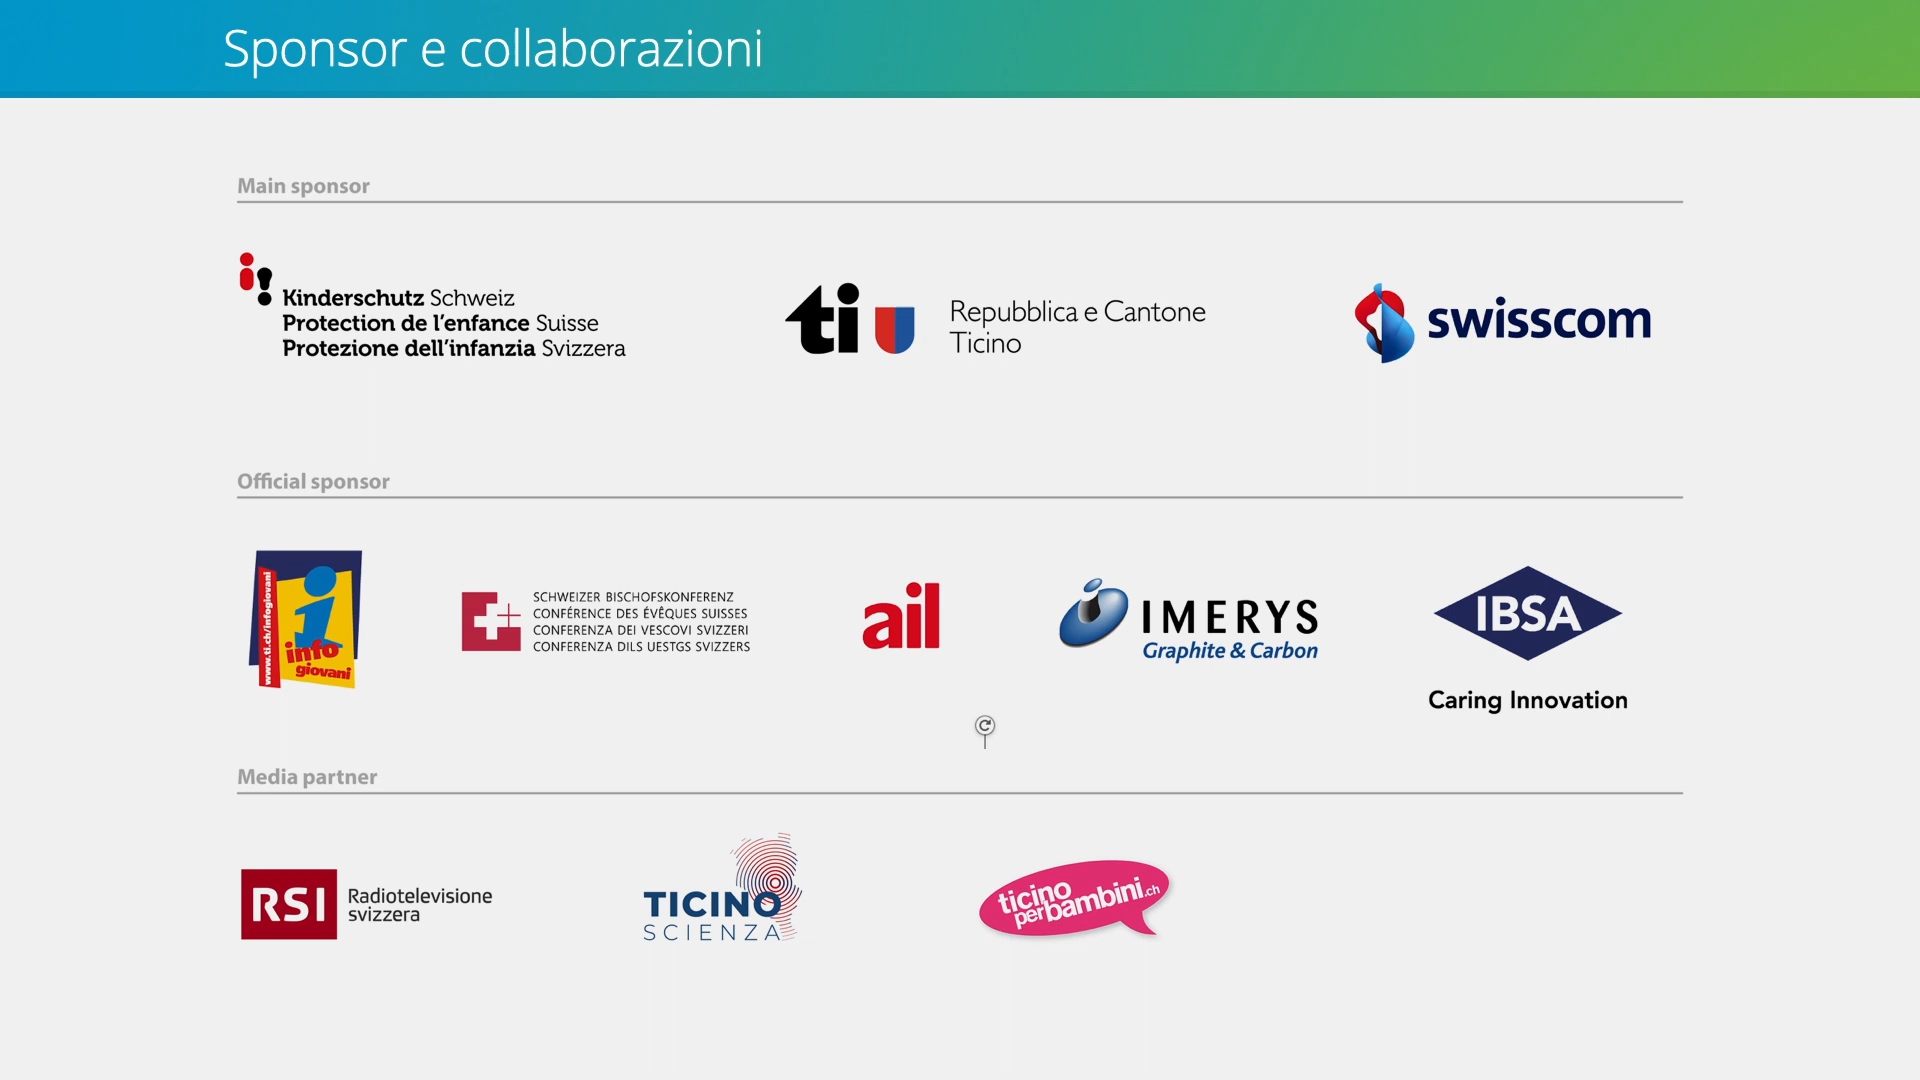 Sponsor e collaborazioni
Main sponsor
Kinderschutz Schweiz
Protection de l'enfance Suisse
Protezione dell'infanzia Svizzera
ti
Repubblica e Cantone
Ticino
swisscom
Official sponsor
www.ti.ch/infogiovani
i
info
giovani
SCHWEIZER BISCHOFSKONFERENZ
CONFÉRENCE DES ÉVÊQUES SUISSES
CONFERENZA DEI VESCOVI SVIZZERI
CONFERENZA DILS UESTGS SVIZZERS
ail
IMERYS
Graphite & Carbon
IBSA
Caring Innovation
Media partner
RSI
Radiotelevisione
svizzera
TICINO
SCIENZA
ticino
perbambini.ch